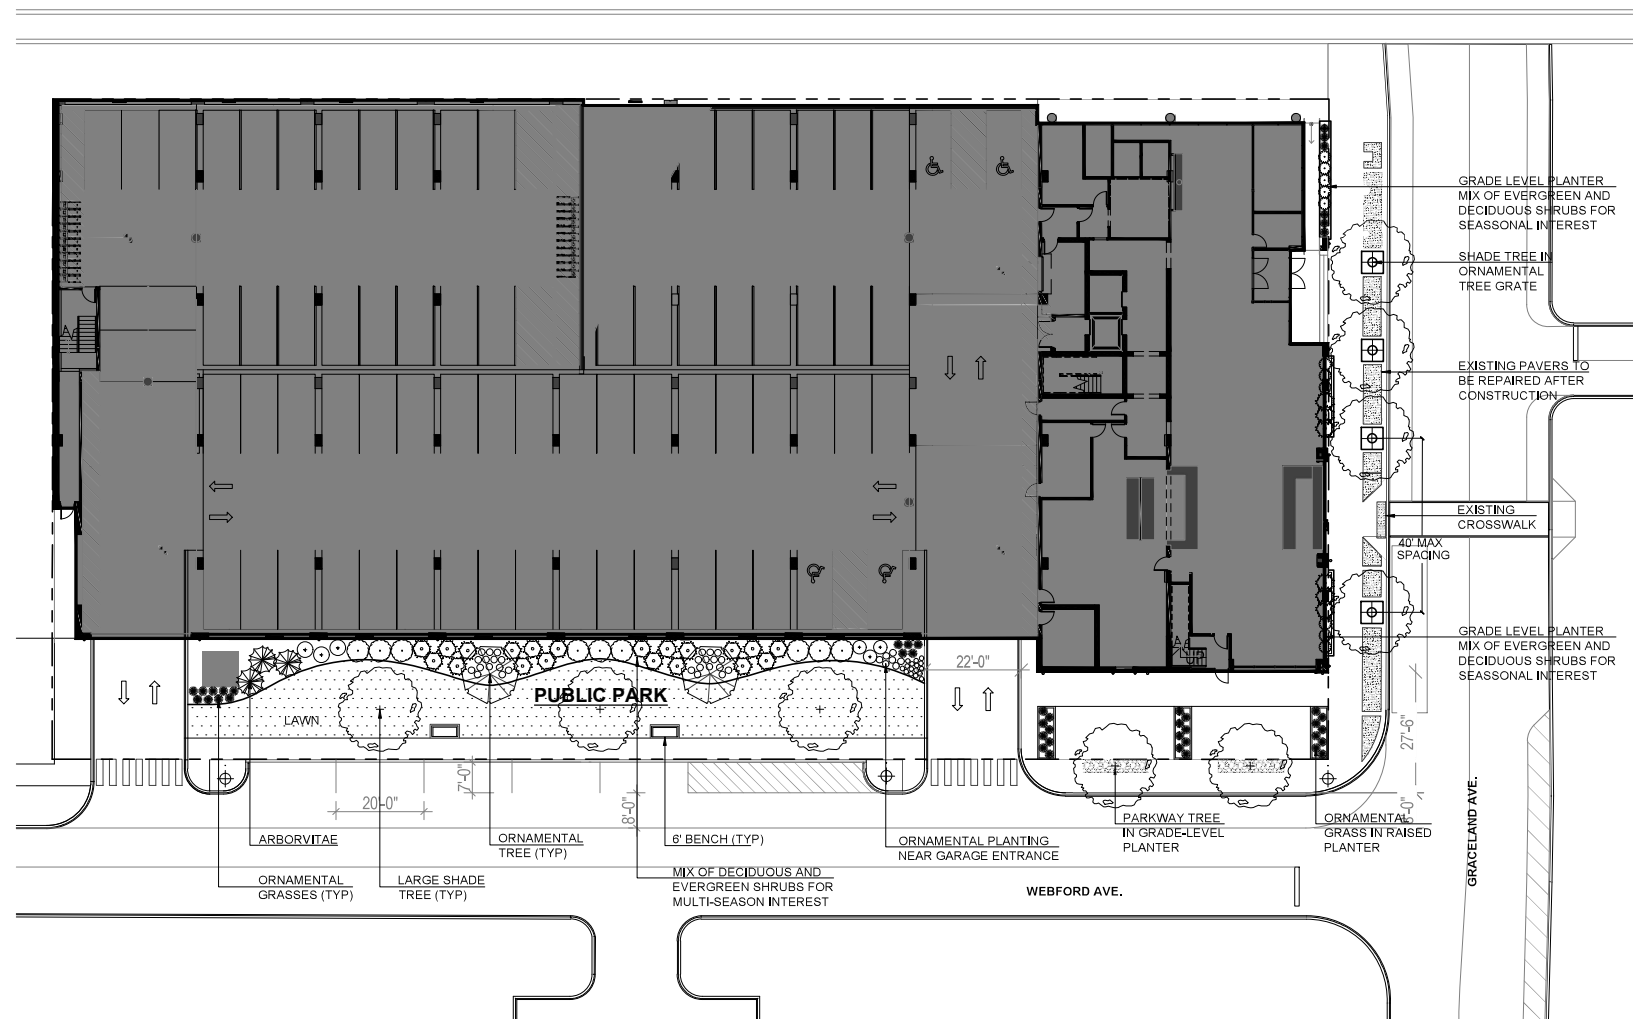 GRADE LEVEL PLANTER
MIX OF EVERGREEN AND
DECIDUOUS SHRUBS FOR
SEASSONAL INTEREST
SHADE TREE IN
ORNAMENTAL
TREE GRATE
EXISTING PAVERS TO
BE REPAIRED AFTER
CONSTRUCTION
EXISTING
CROSSWALK
40' MAX
SPACING
GRADE LEVEL PLANTER
MIX OF EVERGREEN AND
DECIDUOUS SHRUBS FOR
SEASSONAL INTEREST
22'-0"
PUBLIC PARK
LAWN
27'-6"
7'-0"
20'-0"
8'-0"
ARBORVITAE
ORNAMENTAL
TREE (TYP)
6' BENCH (TYP)
ORNAMENTAL PLANTING
NEAR GARAGE ENTRANCE
PARKWAY TREE
IN GRADE-LEVEL
PLANTER
ORNAMENTAL
GRASS IN RAISED
PLANTER
ORNAMENTAL
GRASSES (TYP)
LARGE SHADE
TREE (TYP)
MIX OF DECIDUOUS AND
EVERGREEN SHRUBS FOR
MULTI-SEASON INTEREST
WEBFORD AVE.
GRACELAND AVE.